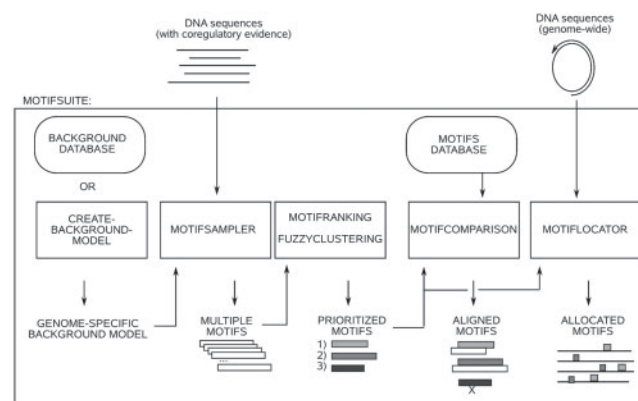 DNA sequences
(with coregulatory evidence)
DNA sequences
(genome-wide)
MOTIFSUITE:
BACKGROUND
DATABASE
MOTIFS
DATABASE
OR
CREATE-
BACKGROUND-
MODEL
MOTIFSAMPLER
MOTIFRANKING
FUZZYCLUSTERING
MOTIFCOMPARISON
MOTIFLOCATOR
GENOME-SPECIFIC
BACKGROUND MODEL
MULTIPLE
MOTIFS
...
PRIORITIZED
MOTIFS
1)
2)
3)
ALIGNED
MOTIFS
X
ALLOCATED
MOTIFS